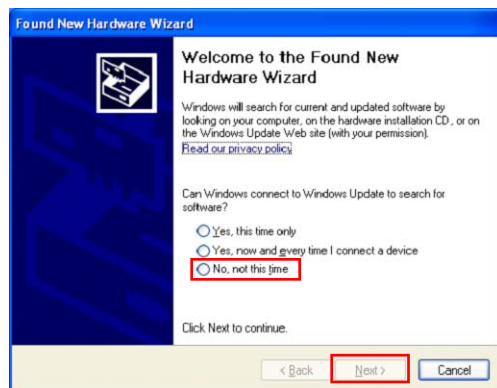 Found New Hardware Wizard
Welcome to the Found New
Hardware Wizard
Windows will search for current and updated software by
looking on your computer, on the hardware installation CD, or on
the Windows Update Web site (with your permission).
Read our privacy policy
Can Windows connect to Windows Update to search for
software?
Yes, this time only
Yes, now and every time I connect a device
No, not this time
Click Next to continue.
< Back
Next >
Cancel